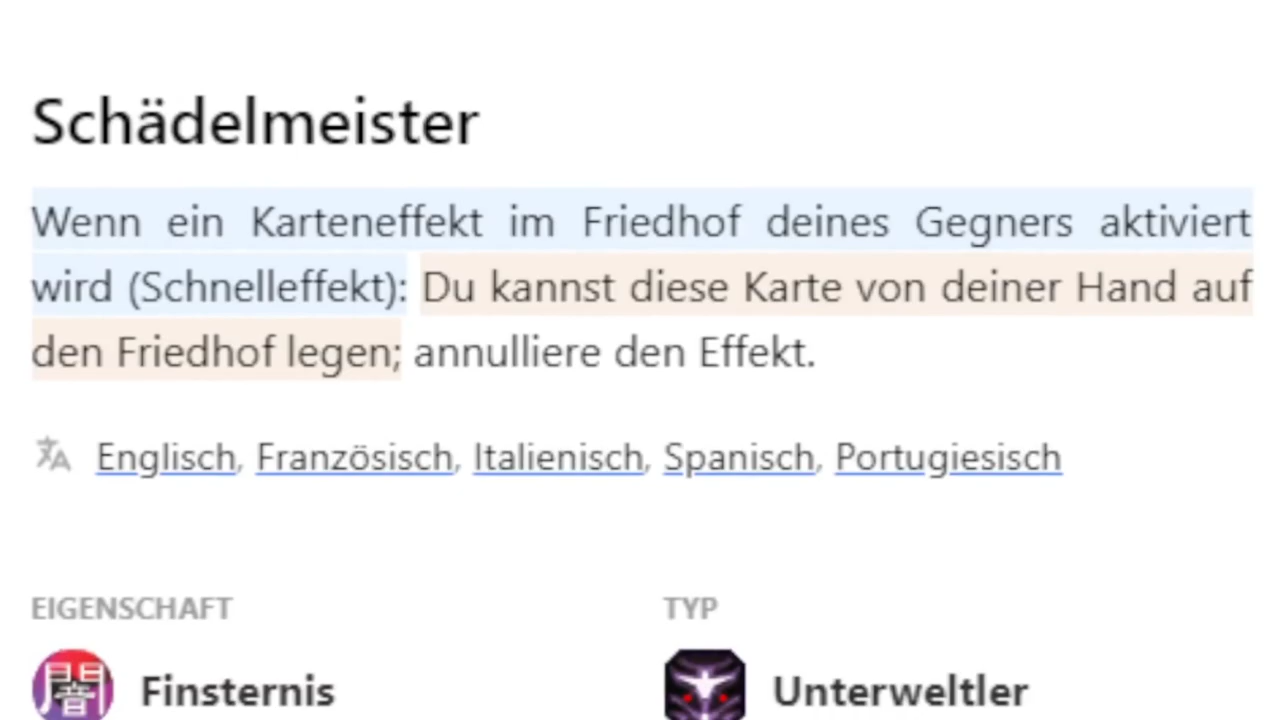 Schädelmeister
Wenn ein Karteneffekt im Friedhof deines Gegners aktiviert
wird (Schnelleffekt): Du kannst diese Karte von deiner Hand auf
den Friedhof legen; annulliere den Effekt.
Englisch, Französisch, Italienisch, Spanisch, Portugiesisch
EIGENSCHAFT TYP
闇 Finsternis Unterweltler